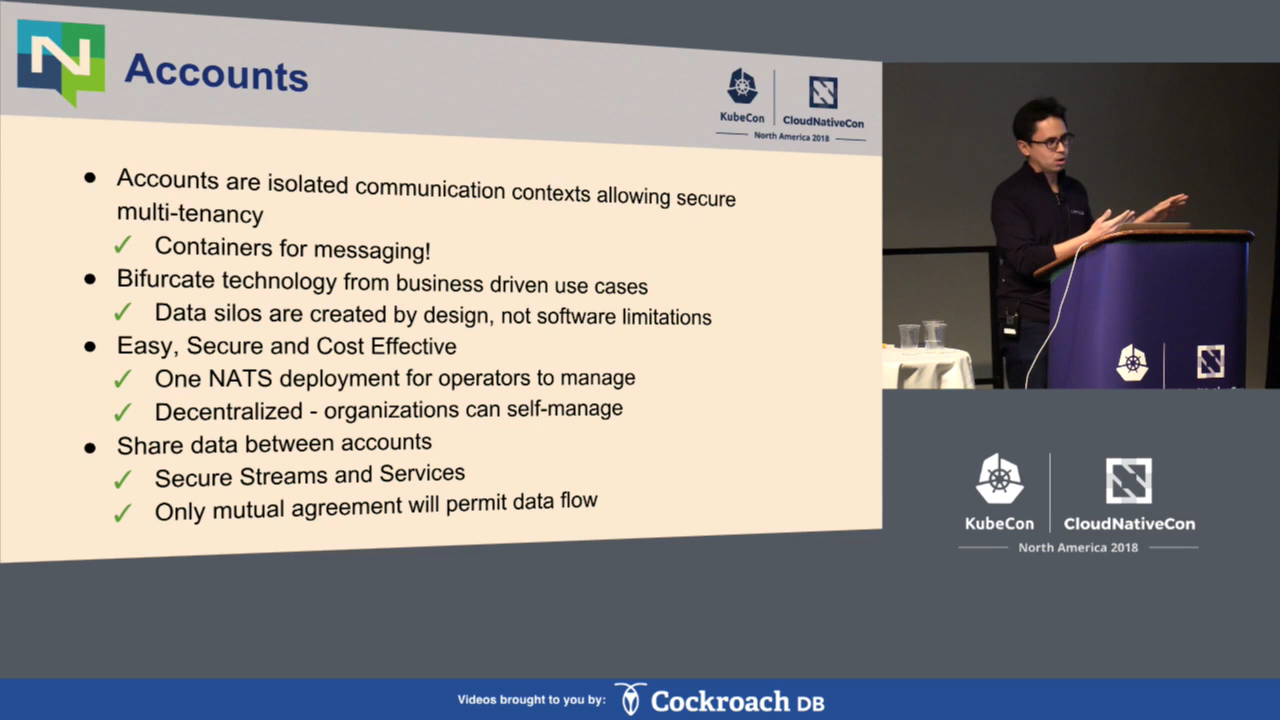 Accounts
KubeCon
CloudNativeCon
North America 2018
Accounts are isolated communication contexts allowing secure
multi-tenancy
Containers for messaging!
Bifurcate technology from business driven use cases
Data silos are created by design, not software limitations
Easy, Secure and Cost Effective
One NATS deployment for operators to manage
Decentralized - organizations can self-manage
Share data between accounts
Secure Streams and Services
Only mutual agreement will permit data flow
KubeCon
CloudNativeCon
North America 2018
Videos brought to you by:
Cockroach DB